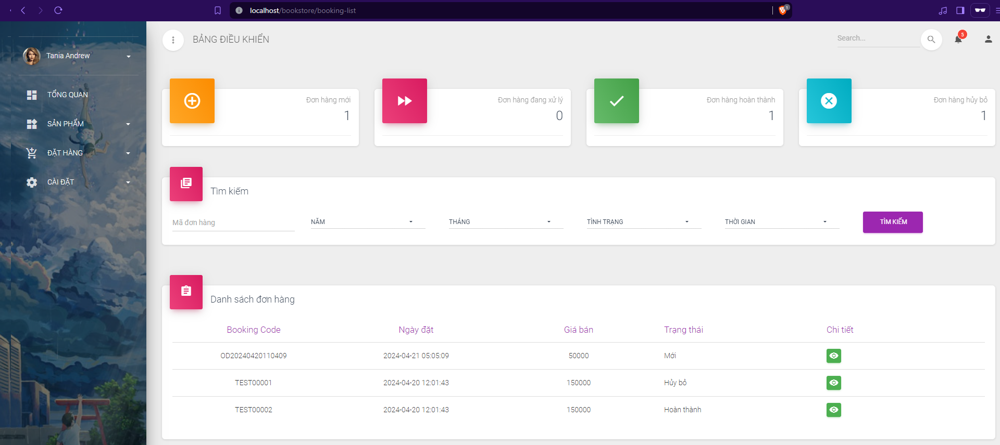 localhost/bookstore/booking-list
1
Tania Andrew
TỔNG QUAN
SẢN PHẨM
ĐẶT HÀNG
CÀI ĐẶT
BẢNG ĐIỀU KHIỂN
Search...
5
Đơn hàng mới
1
Đơn hàng đang xử lý
0
Đơn hàng hoàn thành
1
Đơn hàng hủy bỏ
1
Tìm kiếm
Mã đơn hàng
NĂM
THÁNG
TÌNH TRẠNG
THỜI GIAN
TÌM KIẾM
Danh sách đơn hàng
Booking Code Ngày đặt Giá bán Trạng thái Chi tiết
OD20240420110409 2024-04-21 05:05:09 50000 Mới
TEST00001 2024-04-20 12:01:43 150000 Hủy bỏ
TEST00002 2024-04-20 12:01:43 150000 Hoàn thành